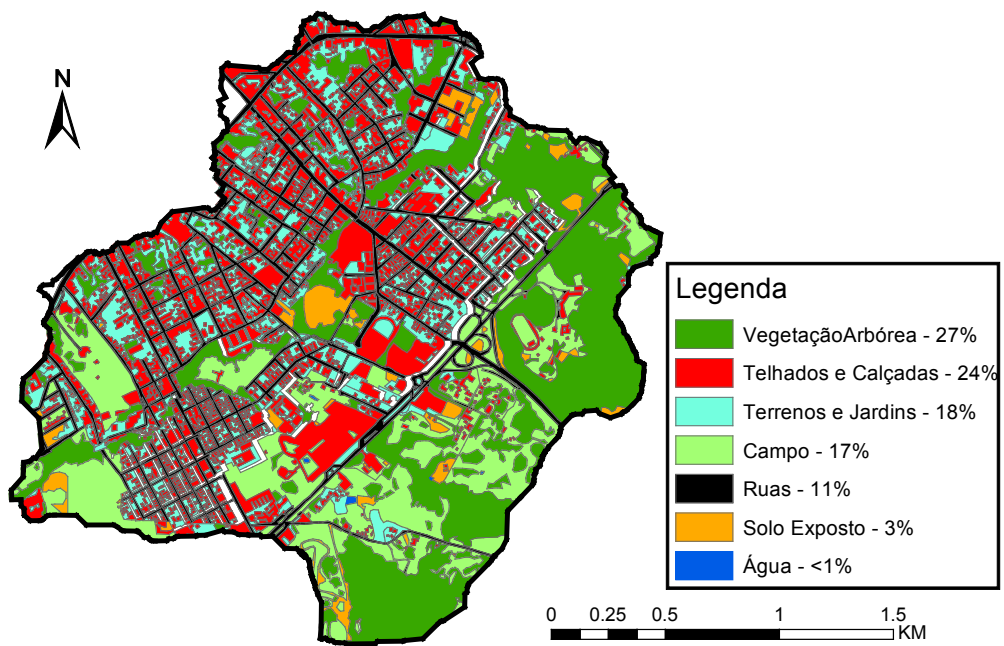 N
Legenda
VegetaçãoArbórea - 27%
Telhados e Calçadas - 24%
Terrenos e Jardins - 18%
Campo - 17%
Ruas - 11%
Solo Exposto - 3%
Água - <1%
0 0.25 0.5 1 1.5
KM